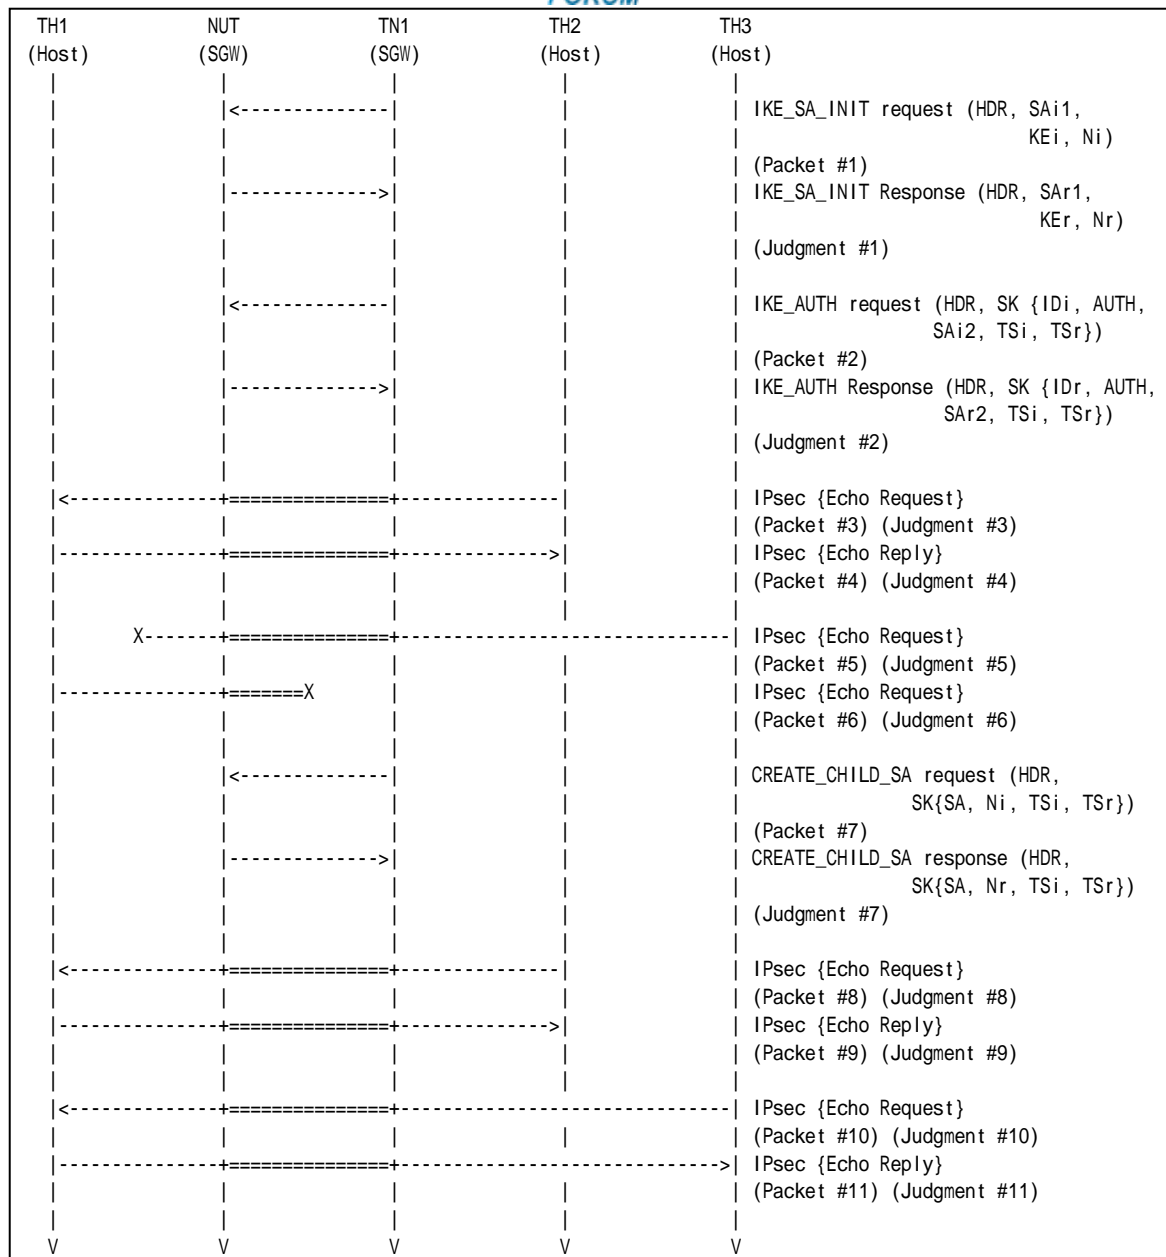 FORUM
TH1 NUT TN1 TH2 TH3
(Host) (SGW) (SGW) (Host) (Host)
| | | | |
| |<--------------| | | IKE_SA_INIT request (HDR, SAi1,
| | | | | KEi, Ni)
| | | | | (Packet #1)
| |-------------->| | | IKE_SA_INIT Response (HDR, SAr1,
| | | | | KEr, Nr)
| | | | | (Judgment #1)
| | | | |
| |<--------------| | | IKE_AUTH request (HDR, SK {IDi, AUTH,
| | | | | SAi2, TSi, TSr})
| | | | | (Packet #2)
| |-------------->| | | IKE_AUTH Response (HDR, SK {IDr, AUTH,
| | | | | SAr2, TSi, TSr})
| | | | | (Judgment #2)
| | | | |
|<--------------+===============+---------------| | IPsec {Echo Request}
| | | | | (Packet #3) (Judgment #3)
|---------------+===============+-------------->| | IPsec {Echo Reply}
| | | | | (Packet #4) (Judgment #4)
| | | | |
| X-------+===============+-------------------------------| IPsec {Echo Request}
| | | | | (Packet #5) (Judgment #5)
|---------------+=======X | | | IPsec {Echo Request}
| | | | | (Packet #6) (Judgment #6)
| | | | |
| |<--------------| | | CREATE_CHILD_SA request (HDR,
| | | | | SK{SA, Ni, TSi, TSr})
| | | | | (Packet #7)
| |-------------->| | | CREATE_CHILD_SA response (HDR,
| | | | | SK{SA, Nr, TSi, TSr})
| | | | | (Judgment #7)
| | | | |
|<--------------+===============+---------------| | IPsec {Echo Request}
| | | | | (Packet #8) (Judgment #8)
|---------------+===============+-------------->| | IPsec {Echo Reply}
| | | | | (Packet #9) (Judgment #9)
| | | | |
|<--------------+===============+-------------------------------| IPsec {Echo Request}
| | | | | (Packet #10) (Judgment #10)
|---------------+===============+------------------------------>| IPsec {Echo Reply}
| | | | | (Packet #11) (Judgment #11)
| | | | |
V V V V V